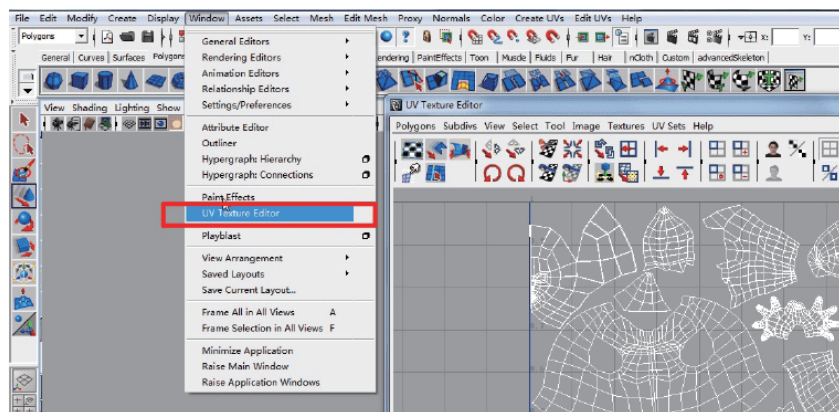 File Edit Modify Create Display Window Assets Select Mesh Edit Mesh Proxy Normals Color Create UVs Edit UVs Help
Polygons
X:
Y:
General Curves Surfaces Polygons
endering PaintEffects Toon Muscle Fluids Fur Hair nCloth Custom advancedSkeleton
View Shading Lighting Show
General Editors
Rendering Editors
Animation Editors
Relationship Editors
Settings/Preferences
Attribute Editor
Outliner
Hypergraph: Hierarchy
Hypergraph: Connections
Paint Effects
UV Texture Editor
Playblast
View Arrangement
Saved Layouts
Save Current Layout...
Frame All in All Views A
Frame Selection in All Views F
Minimize Application
Raise Main Window
Raise Application Windows
UV Texture Editor
Polygons Subdivs View Select Tool Image Textures UV Sets Help